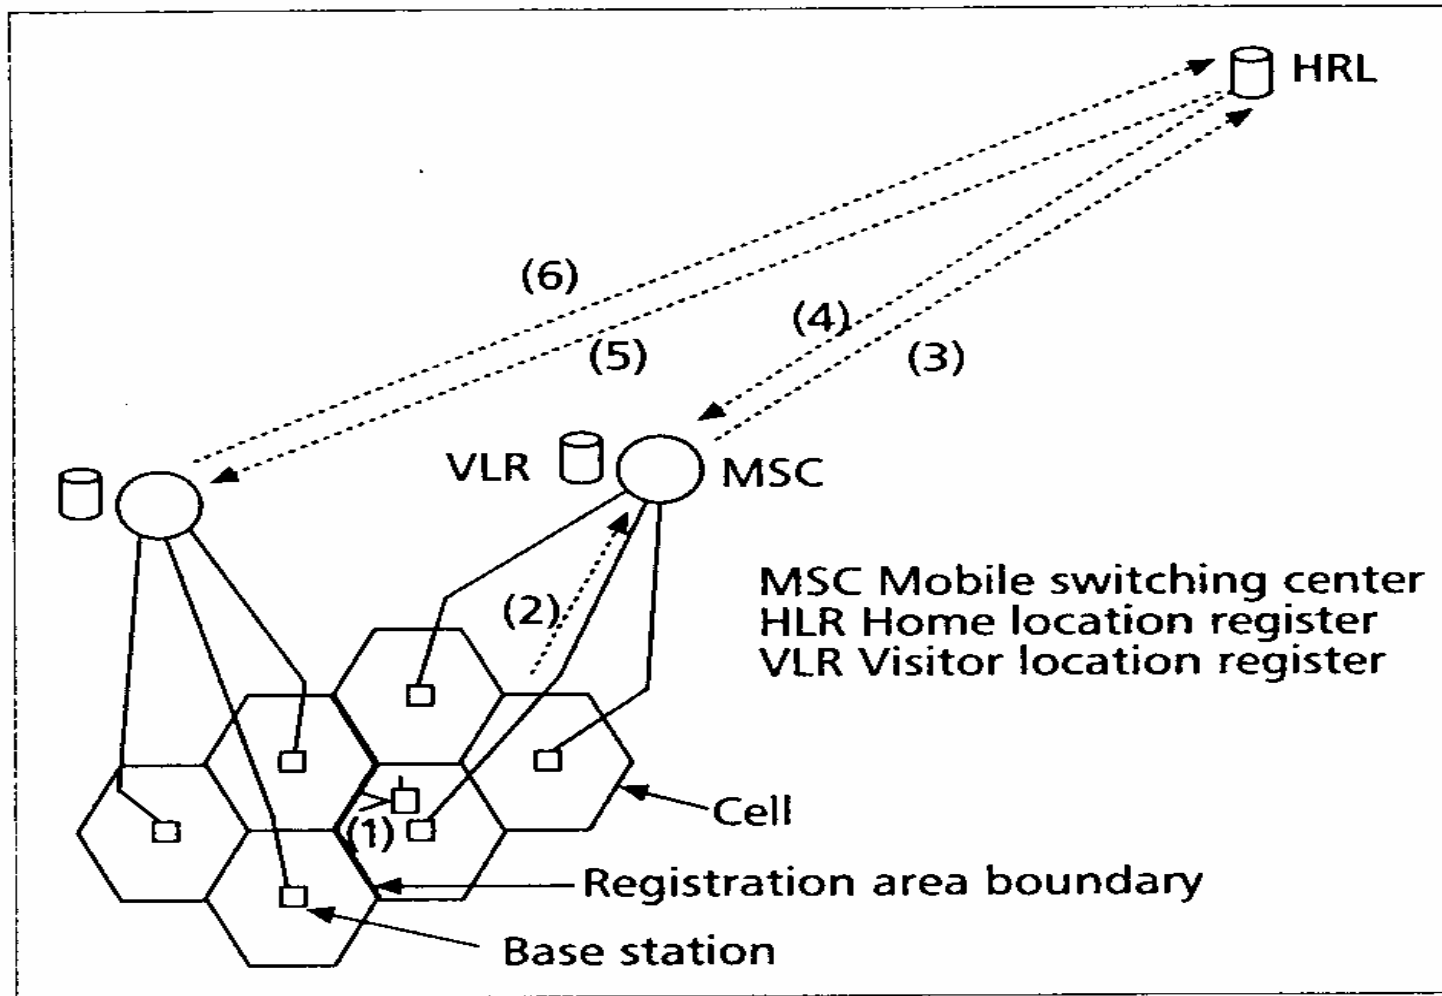 HRL
(6)
(4)
(5)
(3)
VLR
MSC
MSC Mobile switching center
(2)
HLR Home location register
VLR Visitor location register
Cell
(1)
Registration area boundary
Base station